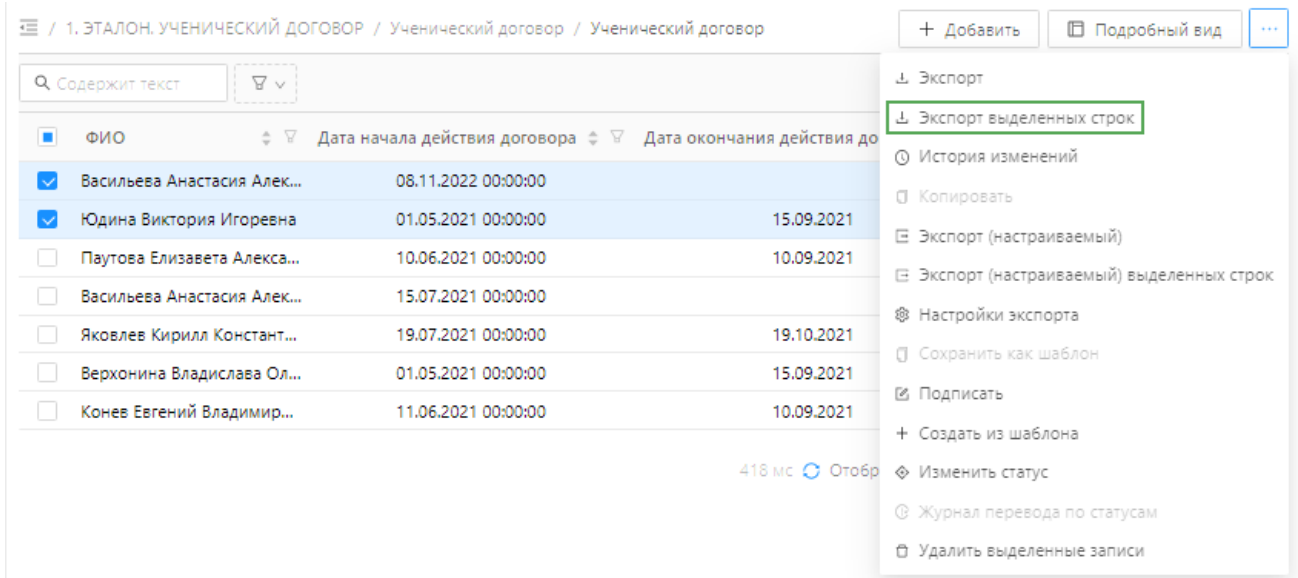 / 1. ЭТАЛОН. УЧЕНИЧЕСКИЙ ДОГОВОР / Ученический договор / Ученический договор
+ Добавить
Подробный вид
...
Содержит текст
ФИО
Дата начала действия договора
Дата окончания действия до
Васильева Анастасия Алек... 08.11.2022 00:00:00
Юдина Виктория Игоревна 01.05.2021 00:00:00 15.09.2021
Паутова Елизавета Алекса... 10.06.2021 00:00:00 10.09.2021
Васильева Анастасия Алек... 15.07.2021 00:00:00
Яковлев Кирилл Констант... 19.07.2021 00:00:00 19.10.2021
Верхонина Владислава Ол... 01.05.2021 00:00:00 15.09.2021
Конев Евгений Владимир... 11.06.2021 00:00:00 10.09.2021
418 мс Отобр
Экспорт
Экспорт выделенных строк
История изменений
Копировать
Экспорт (настраиваемый)
Экспорт (настраиваемый) выделенных строк
Настройки экспорта
Сохранить как шаблон
Подписать
+ Создать из шаблона
Изменить статус
Журнал перевода по статусам
Удалить выделенные записи